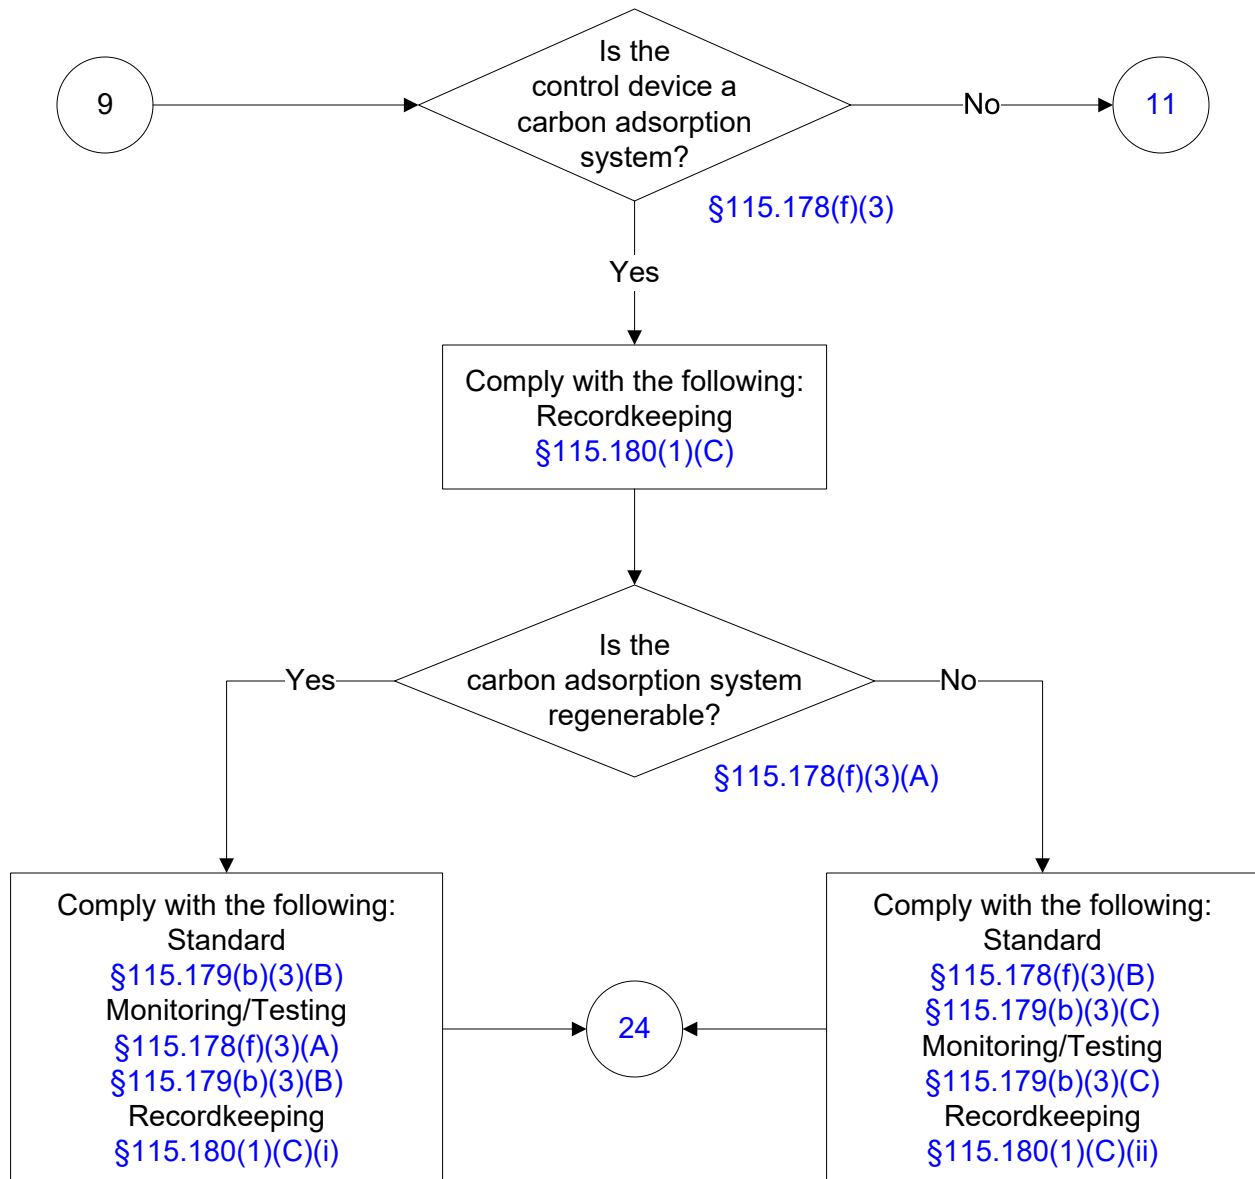 9
Is the
control device a
carbon adsorption
system?
No
11
§115.178(f)(3)
Yes
Comply with the following:
Recordkeeping
§115.180(1)(C)
Is the
carbon adsorption system
regenerable?
Yes
No
§115.178(f)(3)(A)
Comply with the following:
Standard
§115.179(b)(3)(B)
Monitoring/Testing
§115.178(f)(3)(A)
§115.179(b)(3)(B)
Recordkeeping
§115.180(1)(C)(i)
24
Comply with the following:
Standard
§115.178(f)(3)(B)
§115.179(b)(3)(C)
Monitoring/Testing
§115.179(b)(3)(C)
Recordkeeping
§115.180(1)(C)(ii)